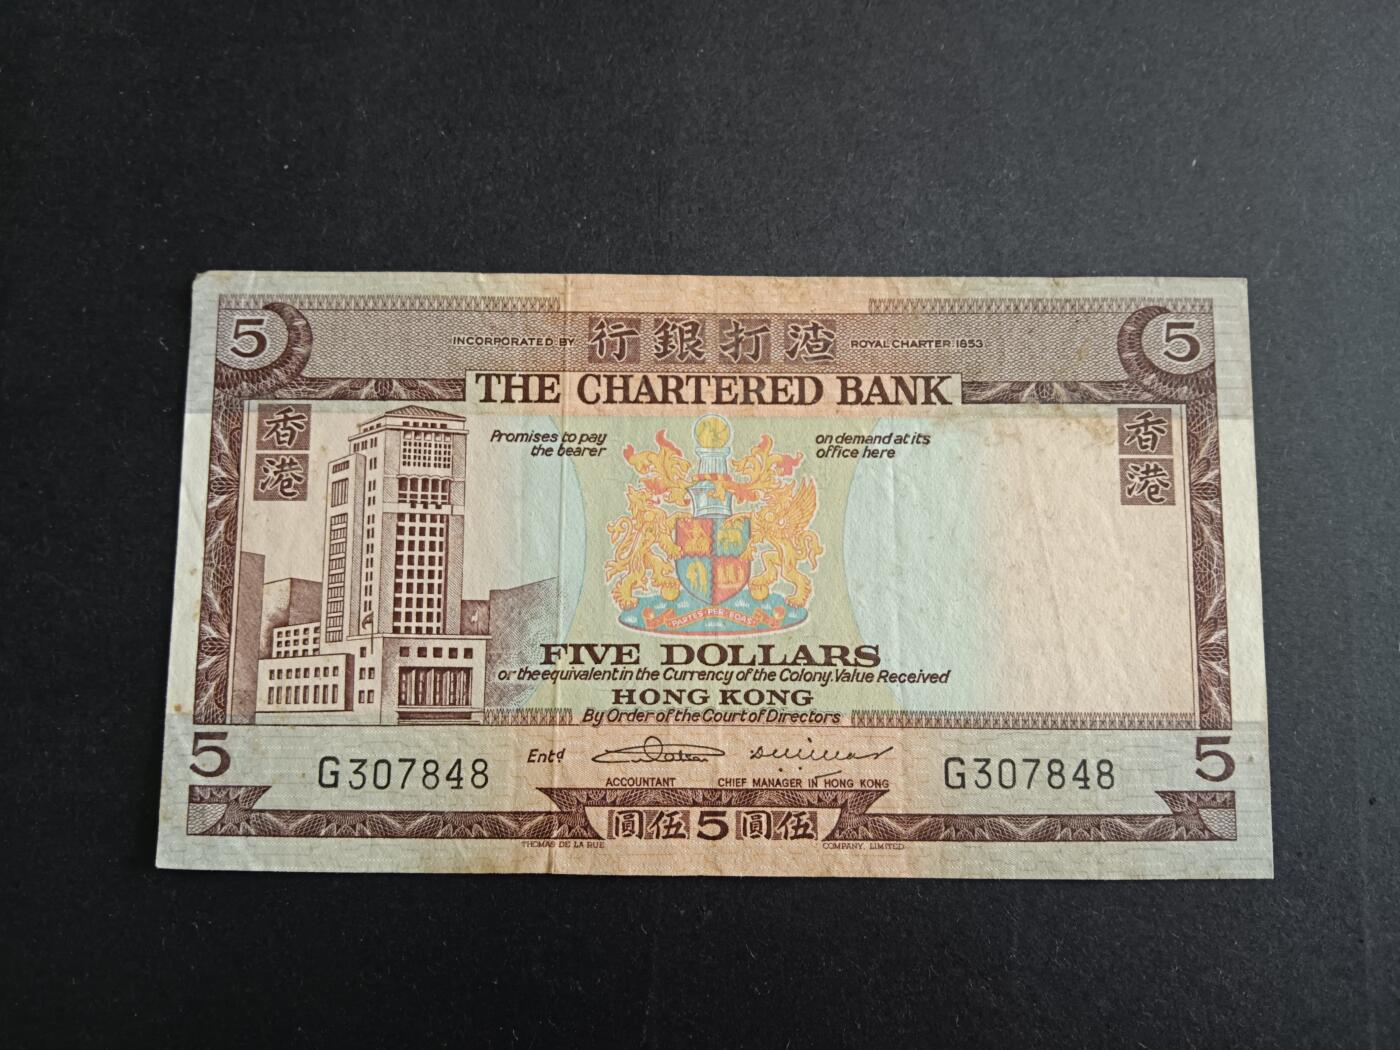 5 5
INCORPORATED BY 行銀打渣 ROYAL CHARTER 1853
THE CHARTERED BANK
香港 香港
Promises to pay on demand at its
the bearer office here
PARTES·PER·EOAS
FIVE DOLLARS
or the equivalent in the Currency of the Colony. Value Received
HONG KONG
By Order of the Court of Directors
5 5
G307848 Entd G307848
ACCOUNTANT CHIEF MANAGER IN HONG KONG
圓伍5圓伍
THOMAS DE LA RUE COMPANY, LIMITED